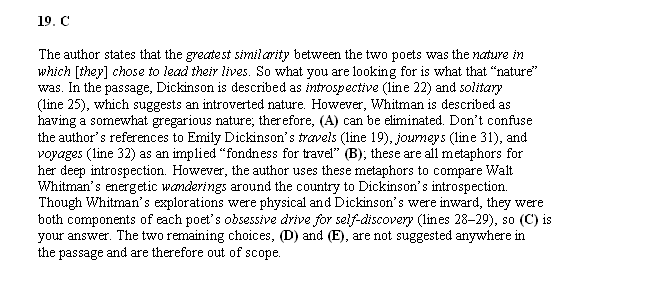 19. C
The author states that the greatest similarity between the two poets was the nature in
which [they] chose to lead their lives. So what you are looking for is what that “nature”
was. In the passage, Dickinson is described as introspective (line 22) and solitary
(line 25), which suggests an introverted nature. However, Whitman is described as
having a somewhat gregarious nature; therefore, (A) can be eliminated. Don’t confuse
the author’s references to Emily Dickinson’s travels (line 19), journeys (line 31), and
voyages (line 32) as an implied “fondness for travel” (B); these are all metaphors for
her deep introspection. However, the author uses these metaphors to compare Walt
Whitman’s energetic wanderings around the country to Dickinson’s introspection.
Though Whitman’s explorations were physical and Dickinson’s were inward, they were
both components of each poet’s obsessive drive for self-discovery (lines 28–29), so (C) is
your answer. The two remaining choices, (D) and (E), are not suggested anywhere in
the passage and are therefore out of scope.